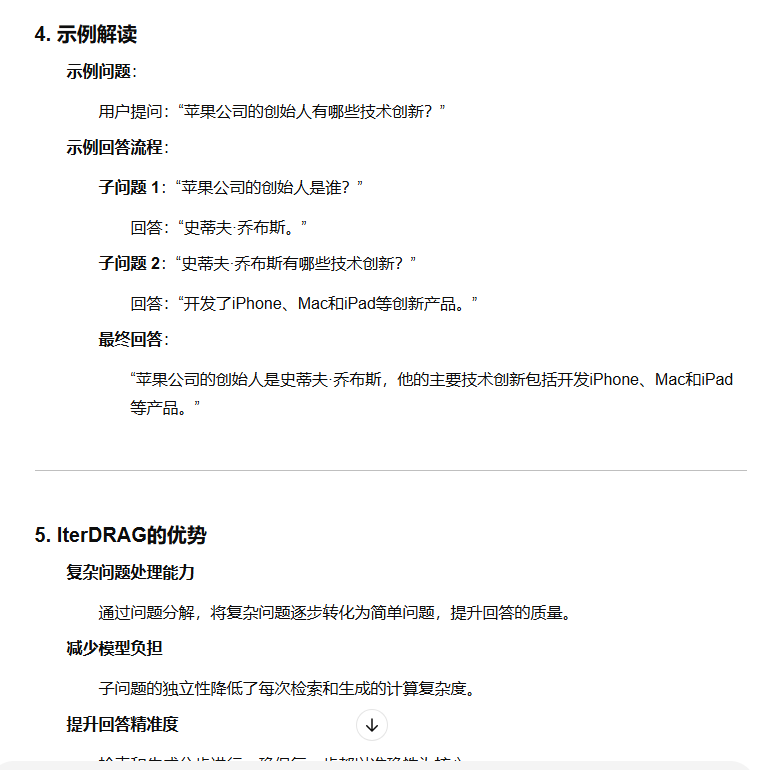 4. 示例解读
示例问题：
用户提问：“苹果公司的创始人有哪些技术创新？”
示例回答流程：
子问题 1：“苹果公司的创始人是谁？”
回答：“史蒂夫·乔布斯。”
子问题 2：“史蒂夫·乔布斯有哪些技术创新？”
回答：“开发了iPhone、Mac和iPad等创新产品。”
最终回答：
“苹果公司的创始人是史蒂夫·乔布斯，他的主要技术创新包括开发iPhone、Mac和iPad
等产品。”
5. IterDRAG的优势
复杂问题处理能力
通过问题分解，将复杂问题逐步转化为简单问题，提升回答的质量。
减少模型负担
子问题的独立性降低了每次检索和生成的计算复杂度。
提升回答精准度